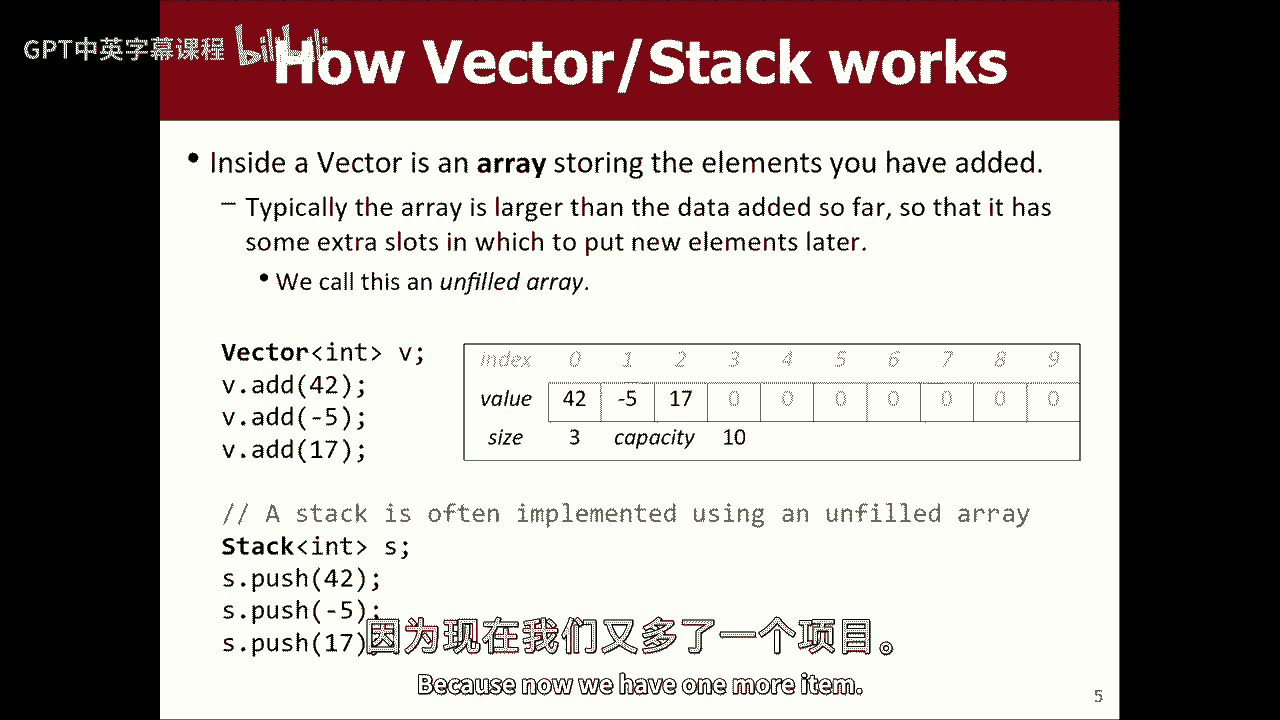 GPT中英字幕课程 bilibili
How Vector/Stack works
• Inside a Vector is an array storing the elements you have added.
– Typically the array is larger than the data added so far, so that it has
some extra slots in which to put new elements later.
• We call this an unfilled array.
Vector<int> v;
v.add(42);
v.add(-5);
v.add(17);
index 0 1 2 3 4 5 6 7 8 9
value 42 -5 17 0 0 0 0 0 0 0
size 3 capacity 10
// A stack is often implemented using an unfilled array
Stack<int> s;
s.push(42);
s.push(-5);
s.push(17);
因为现在我们又多了一个项目。
Because now we have one more item.
5